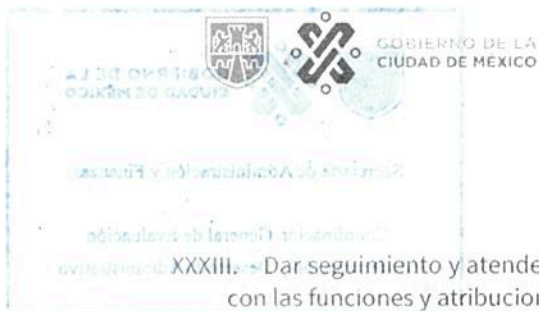 GOBIERNO DE LA
CIUDAD DE MÉXICO
GOBIERNO DE LA
CIUDAD DE MÉXICO
Secretaría de Administración y Finanzas
Coordinación General de Evaluación
Administrativa
XXXIII. Dar seguimiento y atende
con las funciones y atribucion